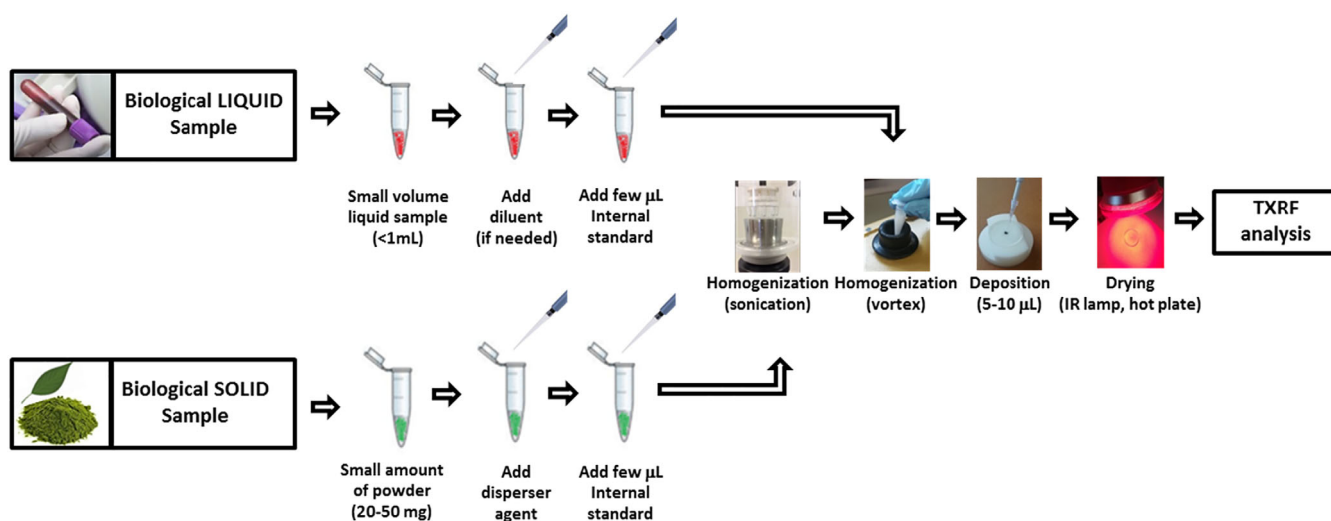 Biological LIQUID
Sample
Small volume
liquid sample
(<1mL)
Add
diluent
(if needed)
Add few µL
Internal
standard
Homogenization
(sonication)
Homogenization
(vortex)
Deposition
(5-10 µL)
Drying
(IR lamp, hot plate)
TXRF
analysis
Biological SOLID
Sample
Small amount
of powder
(20-50 mg)
Add
disperser
agent
Add few µL
Internal
standard